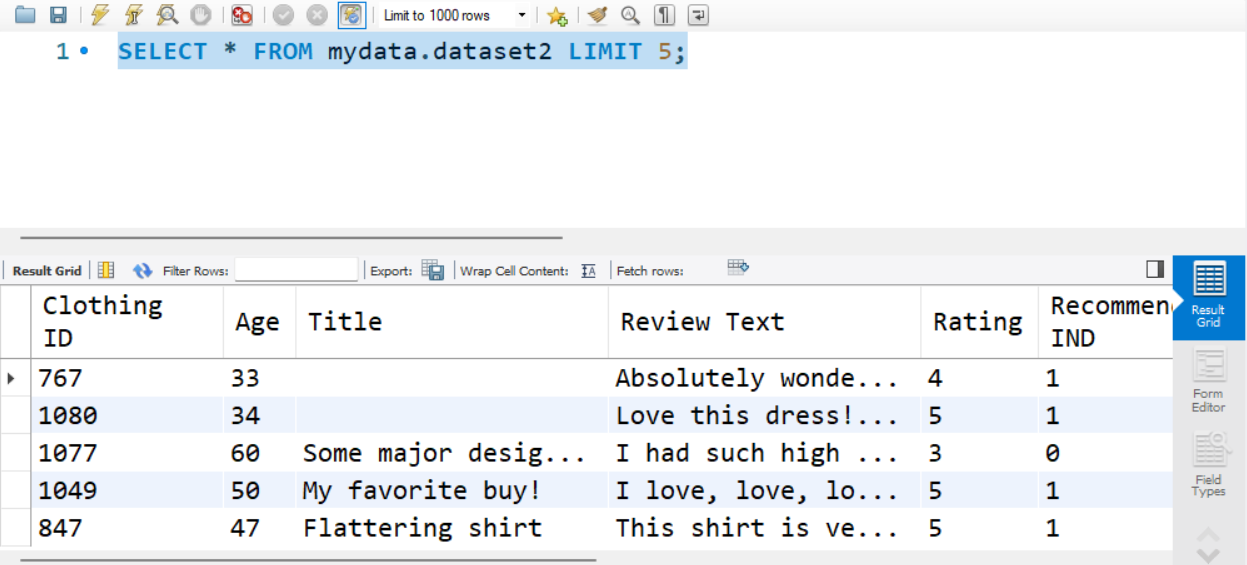 Limit to 1000 rows
1 SELECT * FROM mydata.dataset2 LIMIT 5;
Result Grid Filter Rows: Export: Wrap Cell Content: Fetch rows:
Clothing ID Age Title Review Text Rating Recommen IND
767 33 Absolutely wonde... 4 1
1080 34 Love this dress!... 5 1
1077 60 Some major desig... I had such high ... 3 0
1049 50 My favorite buy! I love, love, lo... 5 1
847 47 Flattering shirt This shirt is ve... 5 1
Result
Grid
Form
Editor
Field
Types